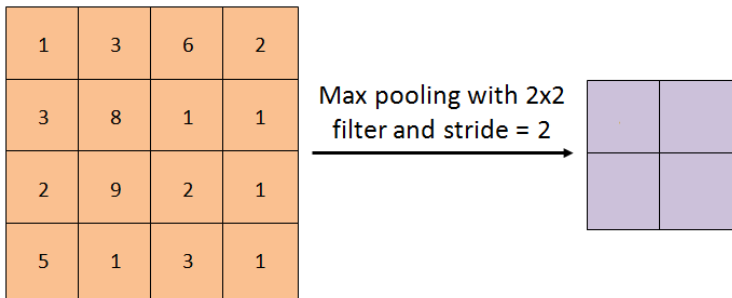 1 3 6 2
Max pooling with 2x2
3 8 1 1
filter and stride = 2
2 9 2 1
5 1 3 1